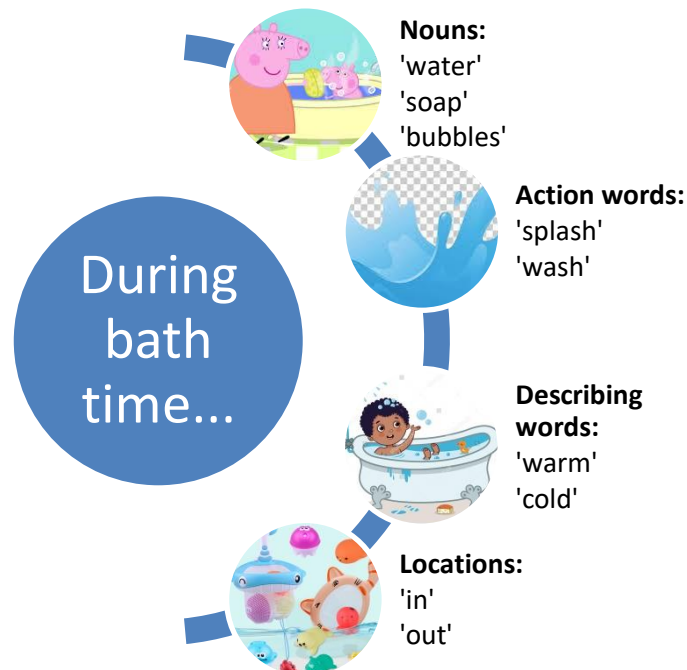 During
bath
time...
Nouns:
'water'
'soap'
'bubbles'
Action words:
'splash'
'wash'
Describing
words:
'warm'
'cold'
Locations:
'in'
'out'